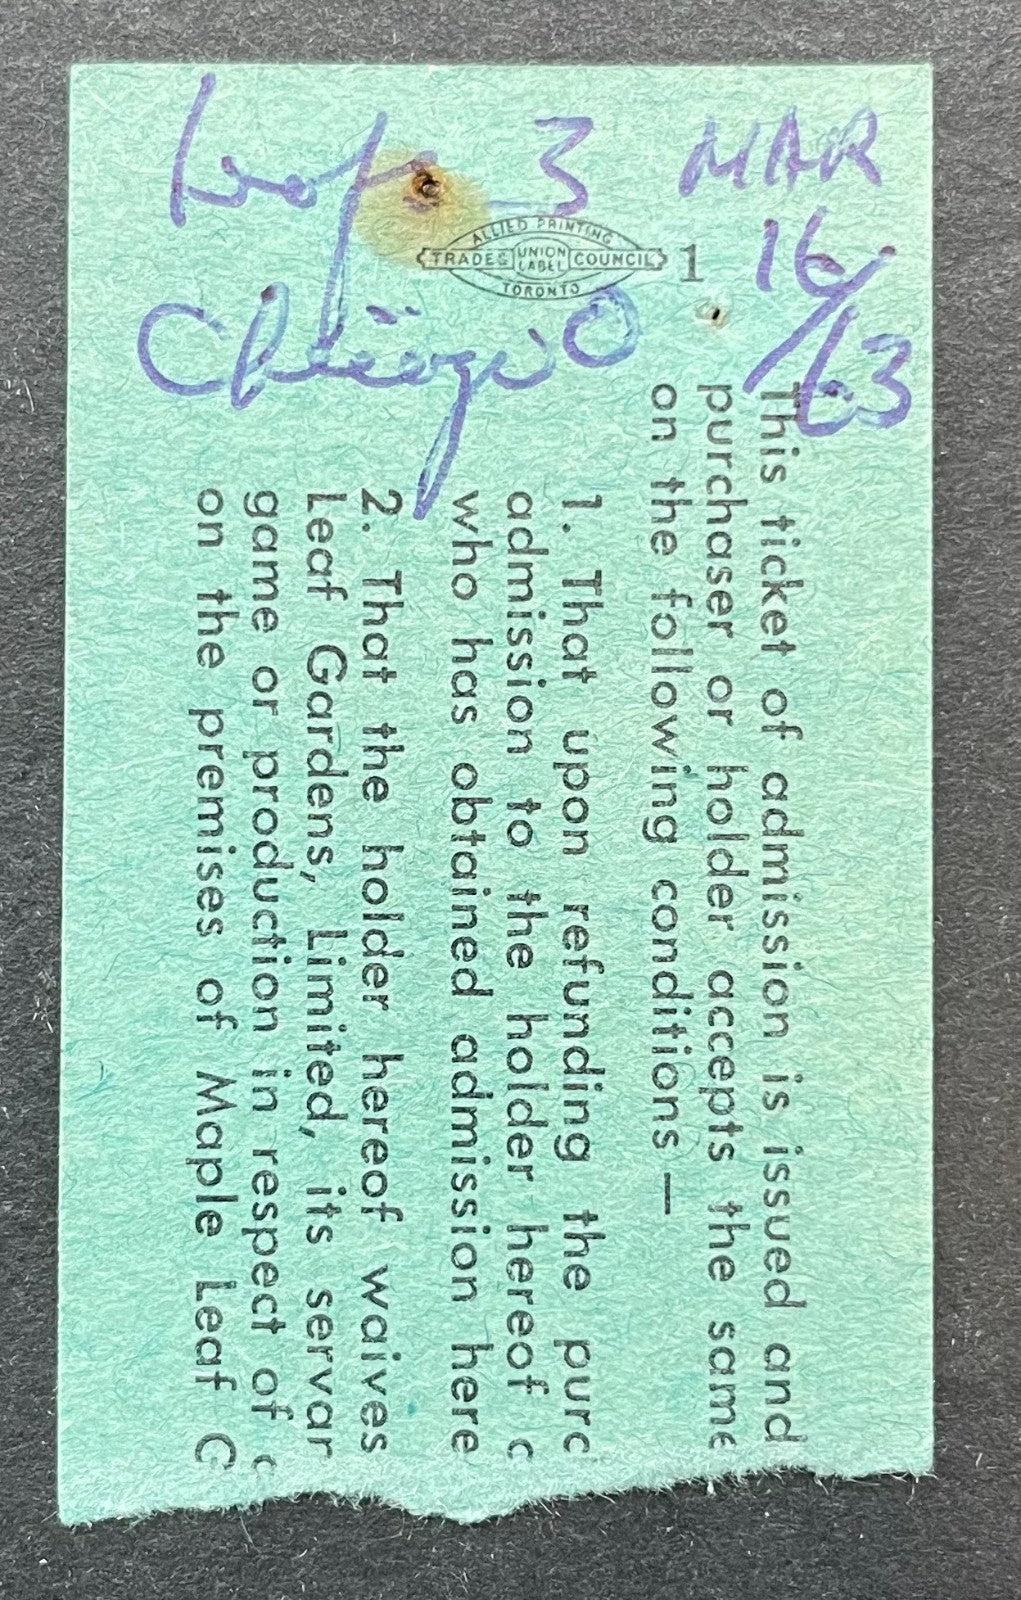 Leafs 3 MAR
16/63
Chicago 0
ALLIED PRINTING
TRADES UNION LABEL COUNCIL 1
TORONTO
This ticket of admission is issued and
purchaser or holder accepts the same
on the following conditions —
1. That upon refunding the purc
admission to the holder hereof c
who has obtained admission here
2. That the holder hereof waives
Leaf Gardens, Limited, its servan
game or production in respect of c
on the premises of Maple Leaf G